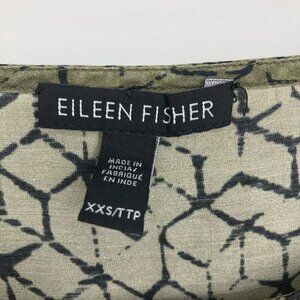 EILEEN FISHER
MADE IN
INDIA/
FABRIQUÉ
EN INDE
XXS/TTP